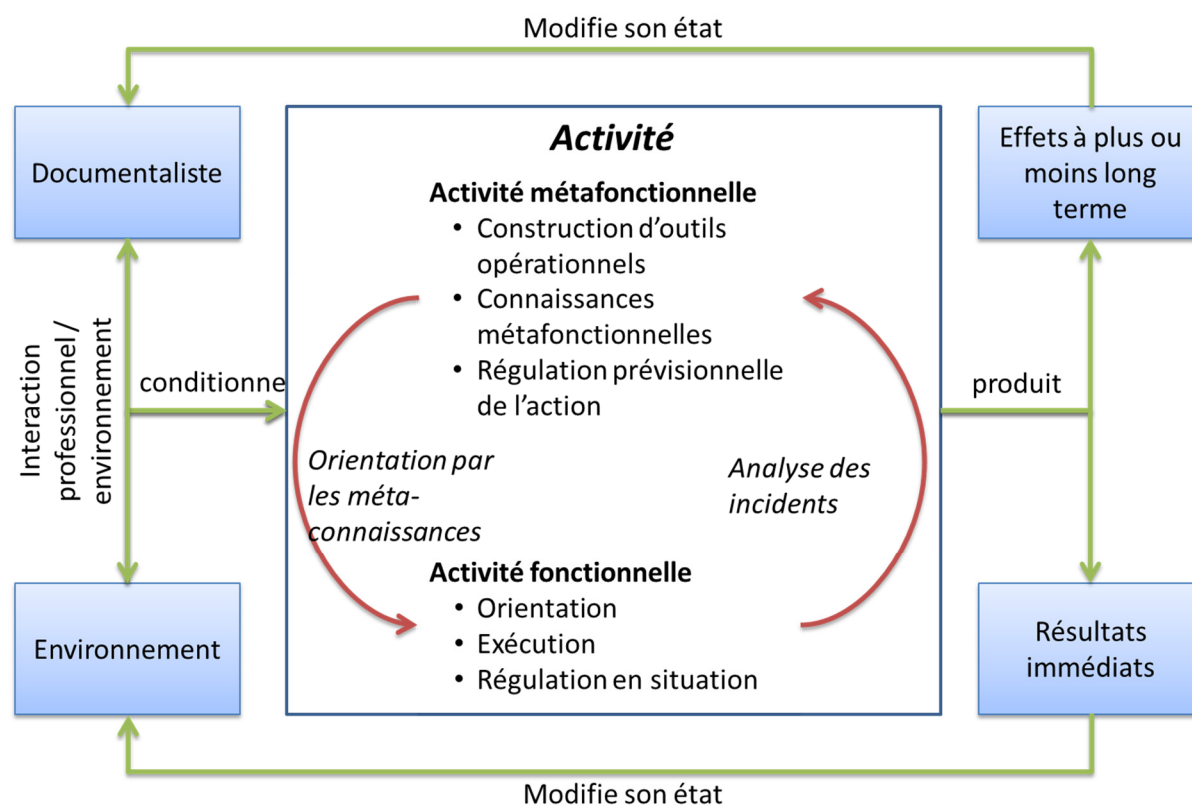 Modifie son état
Documentaliste
Interaction
professionnel /
environnement
conditionne
Environnement
Activité
Activité métafonctionnelle
• Construction d’outils
opérationnels
• Connaissances
métafonctionnelles
• Régulation prévisionnelle
de l’action
Orientation par
les méta-
connaissances
Analyse des
incidents
Activité fonctionnelle
• Orientation
• Exécution
• Régulation en situation
produit
Effets à plus ou
moins long
terme
Résultats
immédiats
Modifie son état